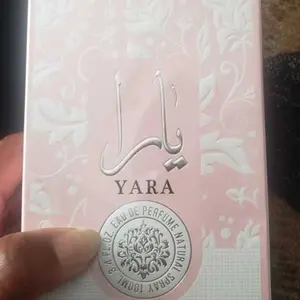 يارا
YARA
3.4 FL.OZ. EAU DE PERFUME NATURAL SPRAY 100ML